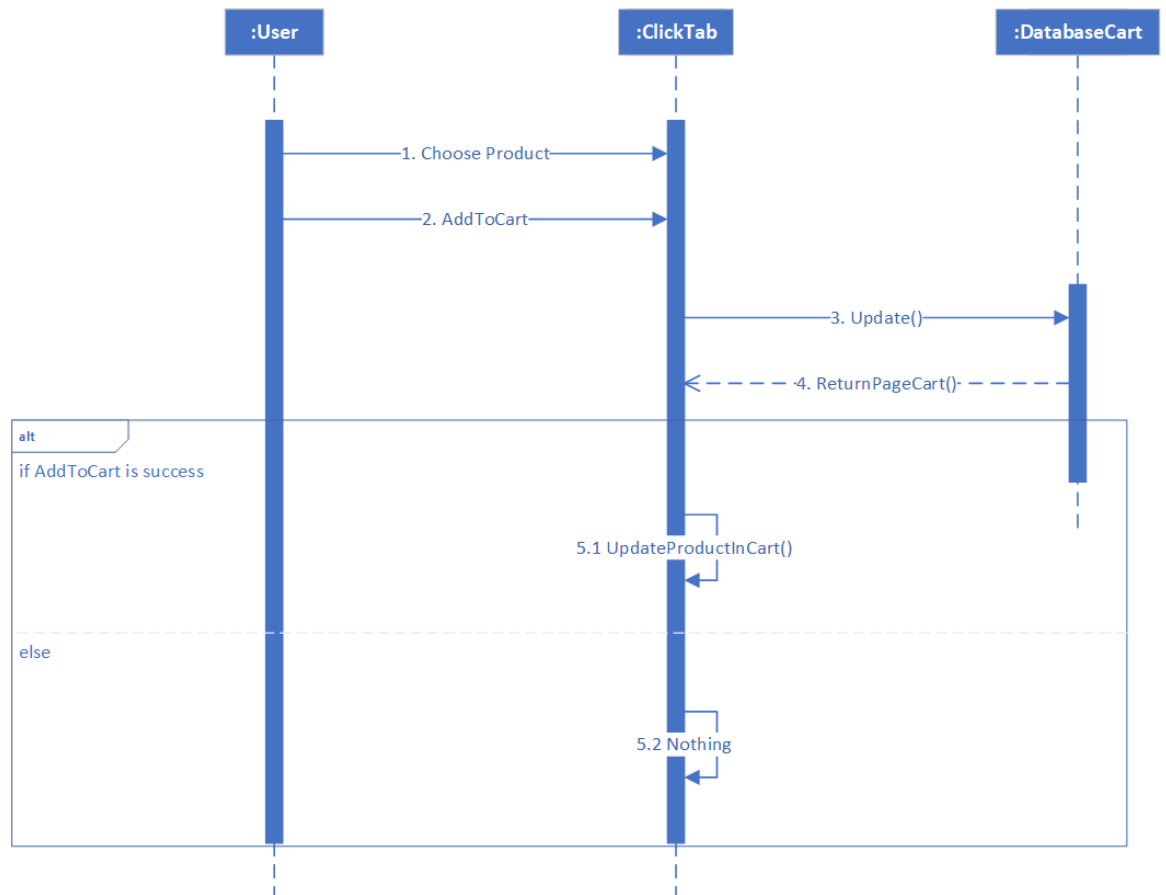 :User
:ClickTab
:DatabaseCart
1. Choose Product
2. AddToCart
3. Update()
4. ReturnPageCart()
alt
if AddToCart is success
5.1 UpdateProductInCart()
else
5.2 Nothing